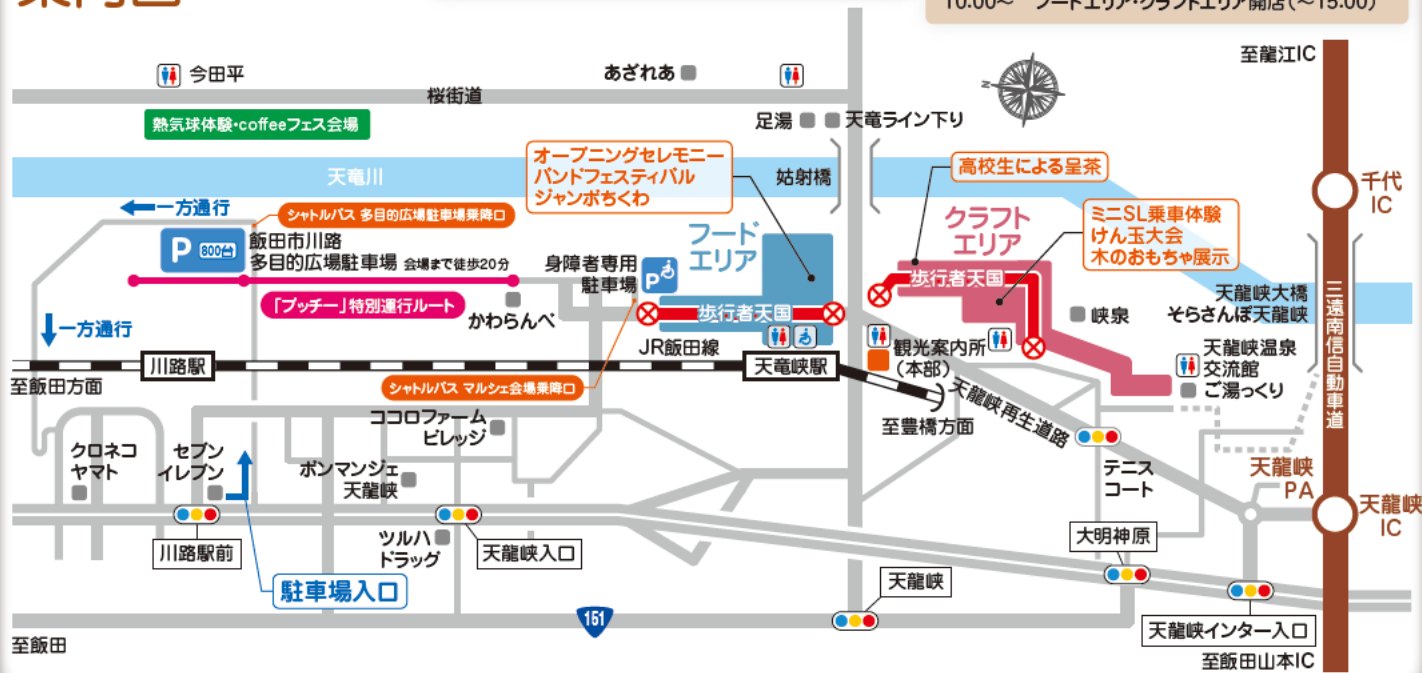 案内図
10:00～ フードエリア・クラフトエリア開店（～15:00）
至龍江IC
今田平
あざれあ
桜街道
熱気球体験・coffeeフェス会場
足湯
天竜ライン下り
N
オープニングセレモニー
バンドフェスティバル
ジャンボちくわ
姑射橋
高校生による呈茶
天竜川
千代
IC
一方通行
シャトルバス 多目的広場駐車場乗降口
クラフト
エリア
ミニSL乗車体験
けん玉大会
木のおもちゃ展示
P 800台
飯田市川路
多目的広場駐車場 会場まで徒歩20分
フード
エリア
身障者専用
駐車場
P
歩行者天国
「プッチー」特別運行ルート
かわらんべ
歩行者天国
峡泉
天龍峡大橋
そらさんぽ天龍峡
三遠南信自動車道
一方通行
JR飯田線
観光案内所
（本部）
天龍峡温泉
交流館
ご湯っくり
川路駅
天竜峡駅
至飯田方面
シャトルバス マルシェ会場乗降口
天龍峡再生道路
至豊橋方面
ココロファーム
ビレッジ
クロネコ
ヤマト
セブン
イレブン
ボンマンジェ
天龍峡
テニス
コート
天龍峡
PA
天龍峡
IC
川路駅前
ツルハ
ドラッグ
天龍峡入口
大明神原
駐車場入口
天龍峡
151
天龍峡インター入口
至飯田
至飯田山本IC